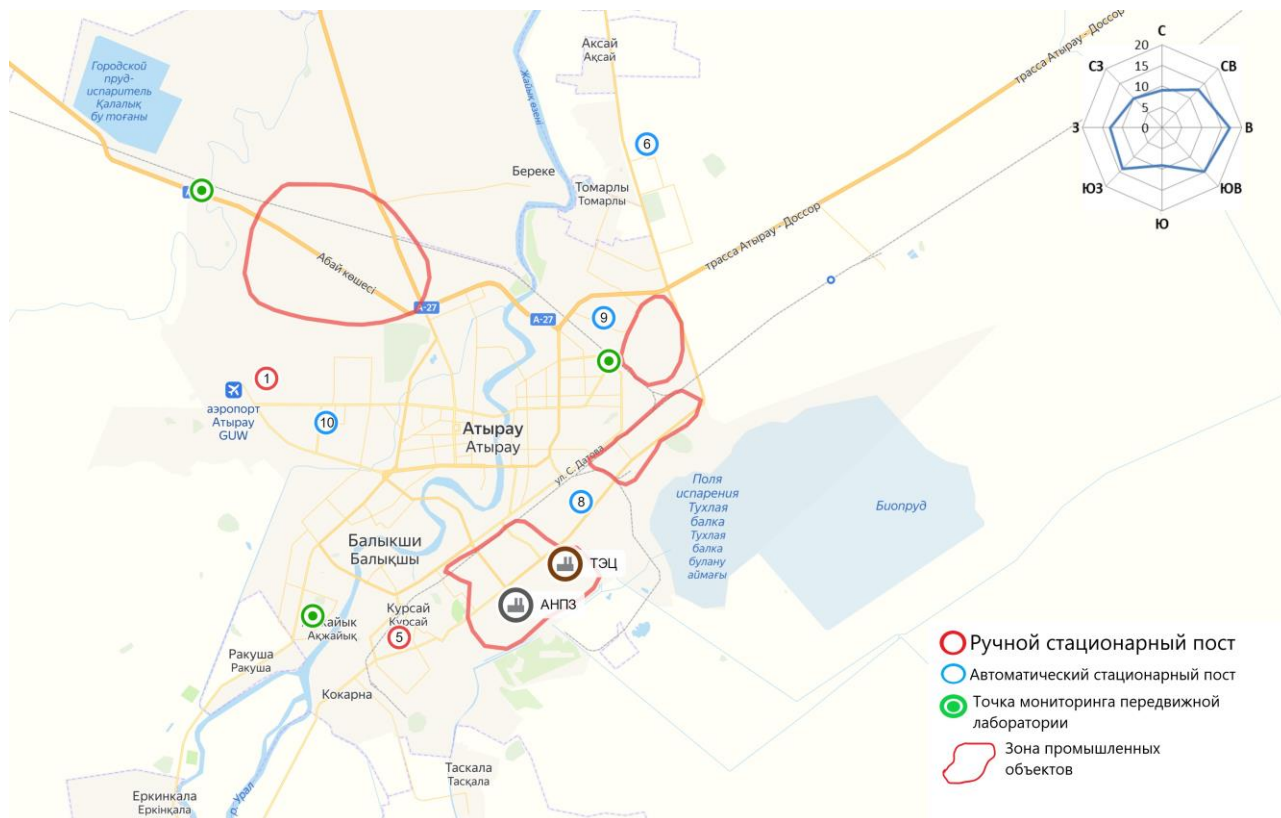 Аксай
Ақсай
Городской
пруд-
испаритель
Қалалық
бу тоғаны
Жайық өзені
трасса Атырау - Доссор
С
СЗ
СВ
20
15
10
5
0
З
В
ЮЗ
ЮВ
Ю
6
Береке
Томарлы
Томарлы
трасса Атырау - Доссор
Абай көшесі
А-27
А-27
9
1
аэропорт
Атырау
GUW
10
Атырау
Атырау
ул. С. Датова
8
Поля
испарения
Тухлая
балка
Тухлая
балка
булану
аймағы
Биопруд
Балыкши
Балықшы
ТЭЦ
АНПЗ
Курсай
Құрсай
5
Ақжайық
Ракуша
Ракуша
Кокарна
Таскала
Тасқала
Еркинкала
Еркінқала
р. Урал
Ручной стационарный пост
Автоматический стационарный пост
Точка мониторинга передвижной
лаборатории
Зона промышленных
объектов